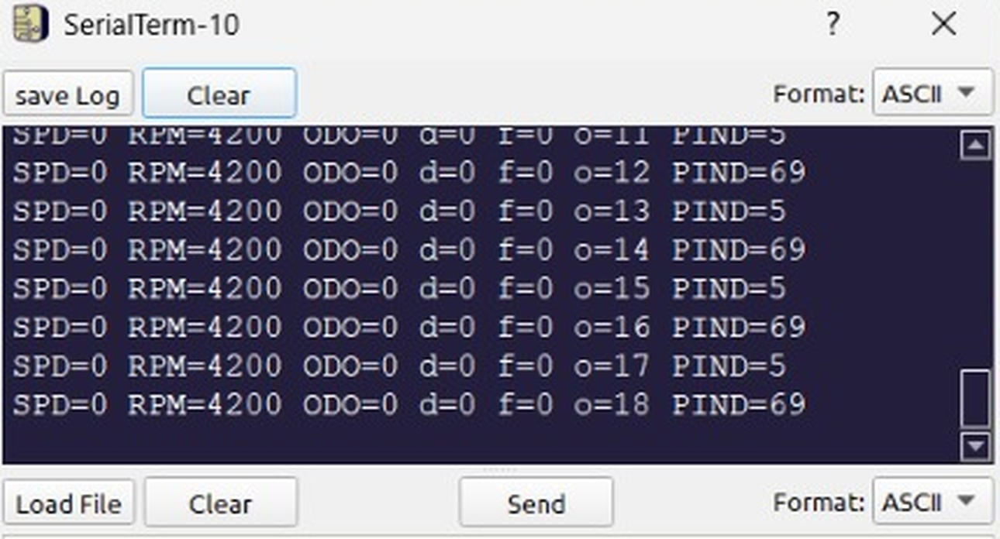 SerialTerm-10
?
save Log Clear Format: ASCII
SPD=0 RPM=4200 ODO=0 d=0 f=0 o=11 PIND=5
SPD=0 RPM=4200 ODO=0 d=0 f=0 o=12 PIND=69
SPD=0 RPM=4200 ODO=0 d=0 f=0 o=13 PIND=5
SPD=0 RPM=4200 ODO=0 d=0 f=0 o=14 PIND=69
SPD=0 RPM=4200 ODO=0 d=0 f=0 o=15 PIND=5
SPD=0 RPM=4200 ODO=0 d=0 f=0 o=16 PIND=69
SPD=0 RPM=4200 ODO=0 d=0 f=0 o=17 PIND=5
SPD=0 RPM=4200 ODO=0 d=0 f=0 o=18 PIND=69
Load File Clear Send Format: ASCII